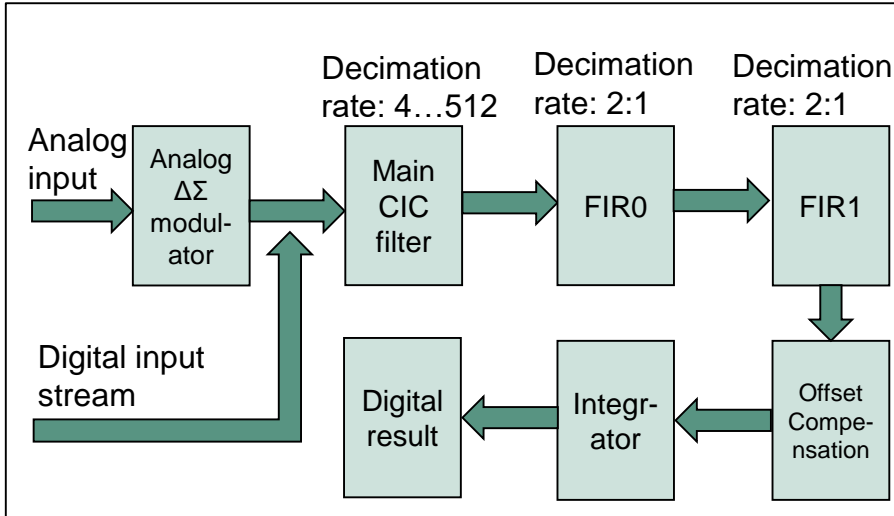 Decimation
rate: 4…512
Decimation
rate: 2:1
Decimation
rate: 2:1
Analog
input
Analog
ΔΣ
modul-
ator
Main
CIC
filter
FIR0
FIR1
Digital input
stream
Digital
result
Integr-
ator
Offset
Compe-
nsation